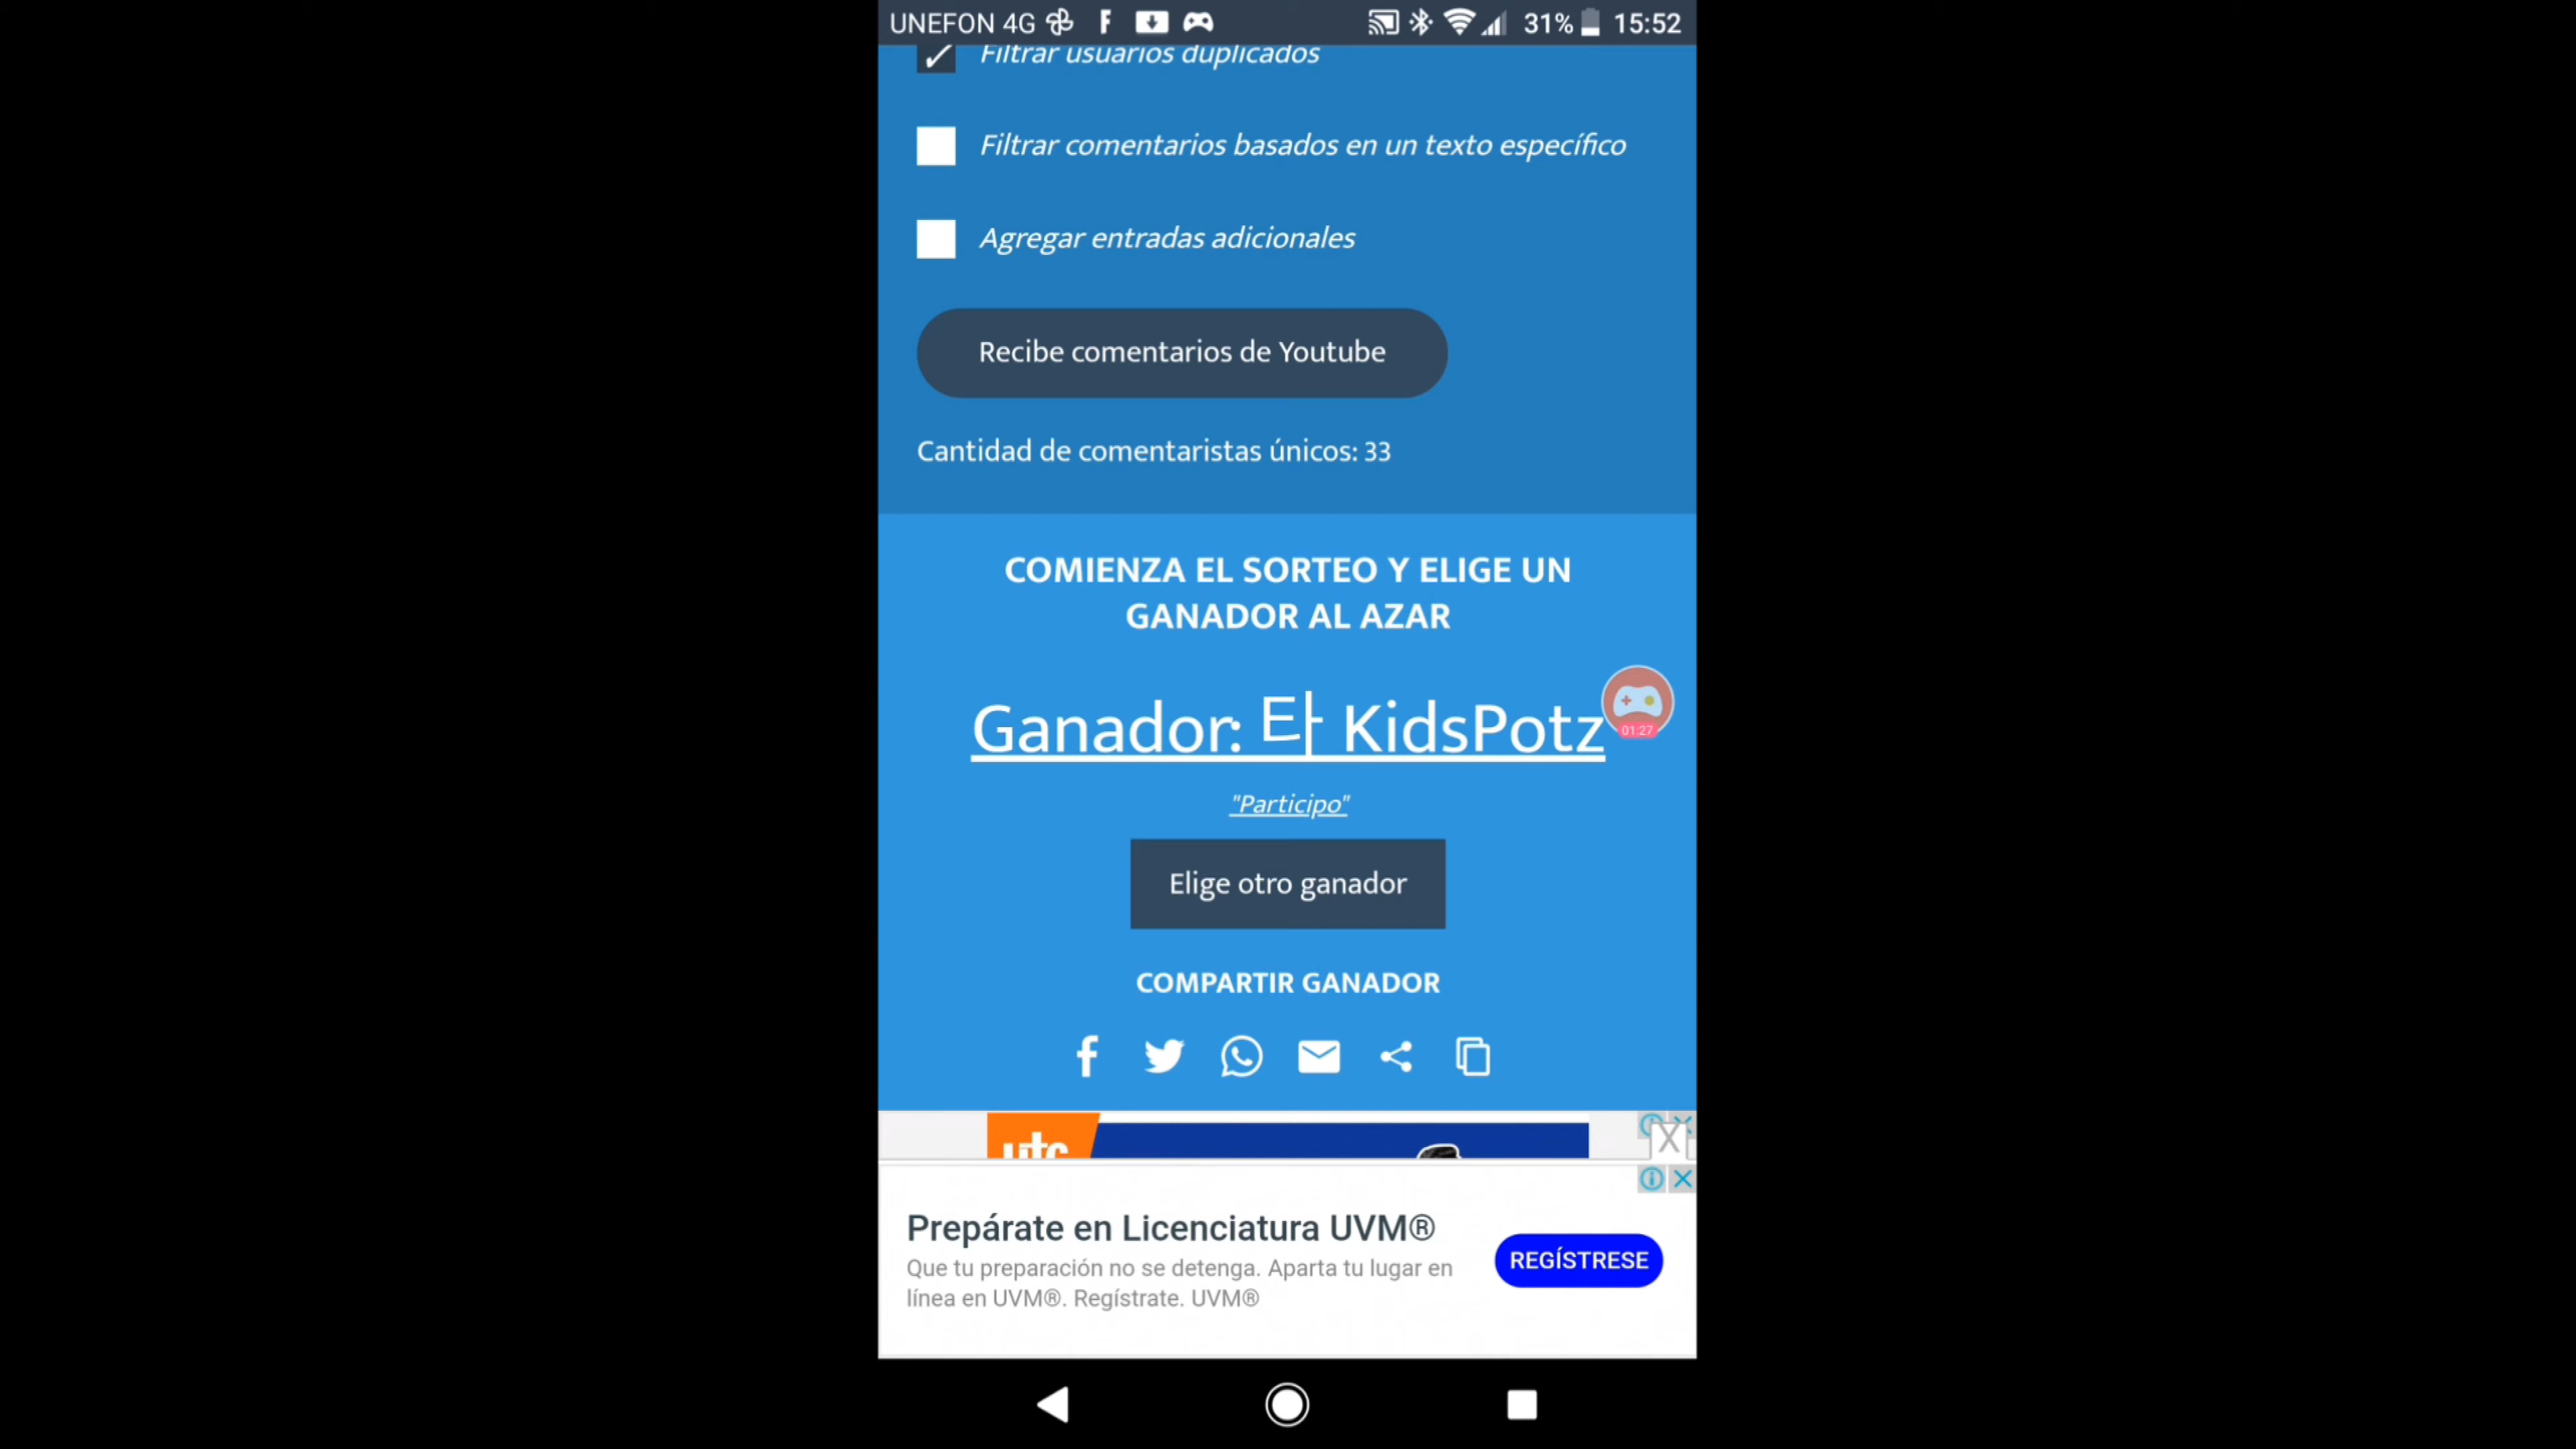 UNEFON 4G 31% 15:52
Filtrar usuarios duplicados
Filtrar comentarios basados en un texto específico
Agregar entradas adicionales
Recibe comentarios de Youtube
Cantidad de comentaristas únicos: 33
COMIENZA EL SORTEO Y ELIGE UN
GANADOR AL AZAR
Ganador: 타 KidsPotz
01:27
"Participo"
Elige otro ganador
COMPARTIR GANADOR
utc
Prepárate en Licenciatura UVM®
Que tu preparación no se detenga. Aparta tu lugar en
línea en UVM®. Regístrate. UVM®
REGÍSTRESE